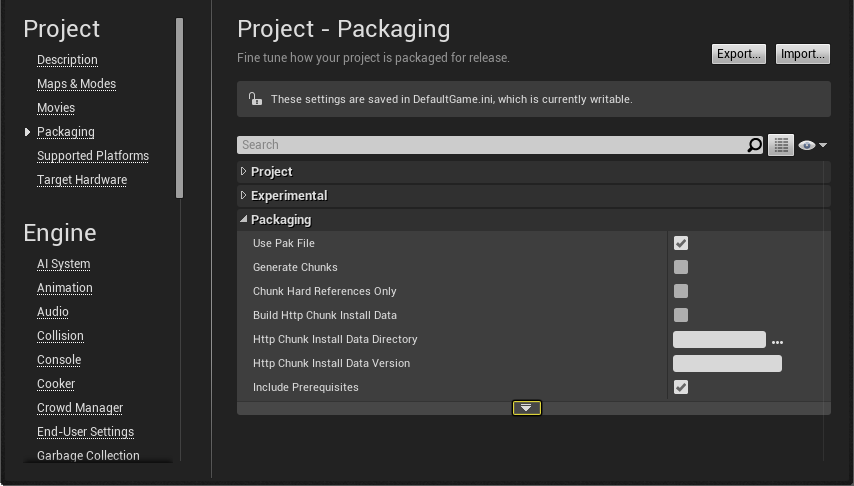 Project
Description
Maps & Modes
Movies
Packaging
Supported Platforms
Target Hardware
Engine
AI System
Animation
Audio
Collision
Console
Cooker
Crowd Manager
End-User Settings
Garbage Collection
Project - Packaging
Fine tune how your project is packaged for release.
Export...
Import...
These settings are saved in DefaultGame.ini, which is currently writable.
Search
Project
Experimental
Packaging
Use Pak File
Generate Chunks
Chunk Hard References Only
Build Http Chunk Install Data
Http Chunk Install Data Directory
...
Http Chunk Install Data Version
Include Prerequisites